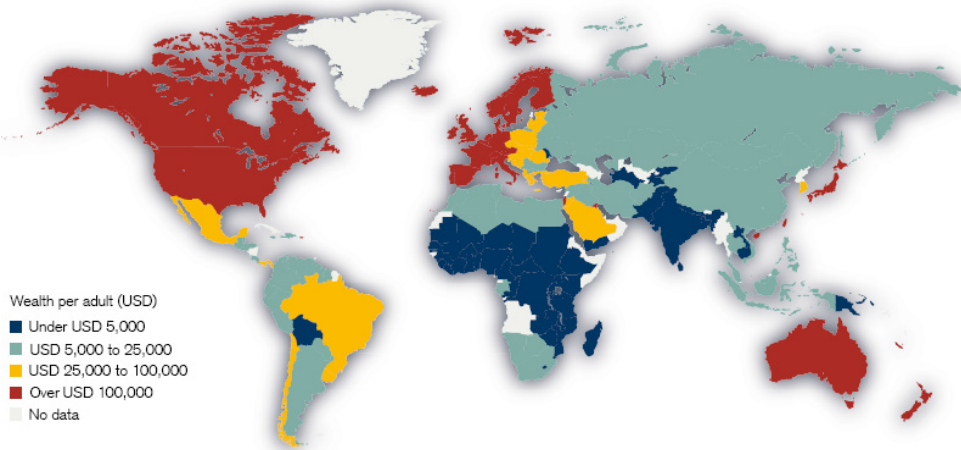 Wealth per adult (USD)
Under USD 5,000
USD 5,000 to 25,000
USD 25,000 to 100,000
Over USD 100,000
No data